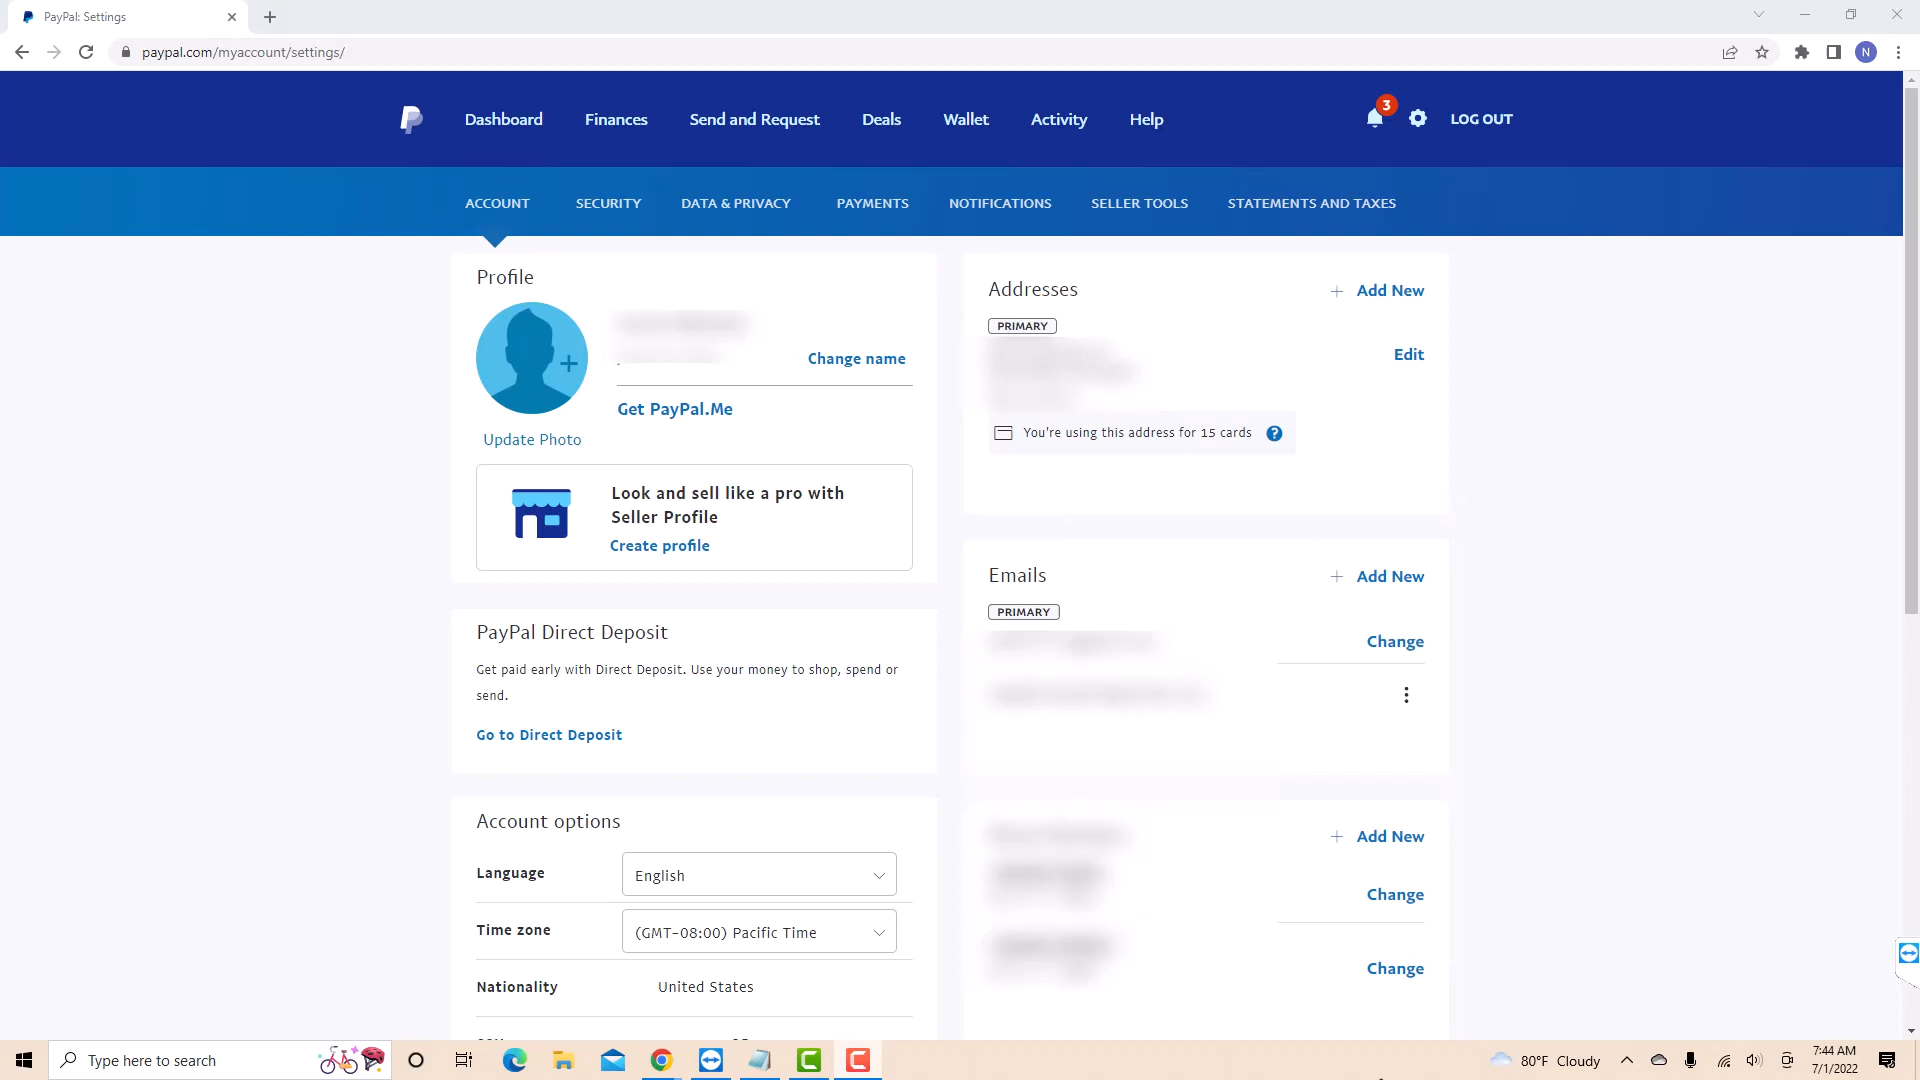 PayPal: Settings
paypal.com/myaccount/settings/
N
Dashboard
Finances
Send and Request
Deals
Wallet
Activity
Help
3
LOG OUT
ACCOUNT
SECURITY
DATA & PRIVACY
PAYMENTS
NOTIFICATIONS
SELLER TOOLS
STATEMENTS AND TAXES
Profile
Change name
Get PayPal.Me
Update Photo
Look and sell like a pro with
Seller Profile
Create profile
PayPal Direct Deposit
Get paid early with Direct Deposit. Use your money to shop, spend or
send.
Go to Direct Deposit
Account options
Language
English
Time zone
(GMT-08:00) Pacific Time
Nationality
United States
Addresses
Add New
PRIMARY
Edit
You're using this address for 15 cards
?
Emails
Add New
PRIMARY
Change
Add New
Change
Change
Type here to search
80°F Cloudy
7:44 AM
7/1/2022